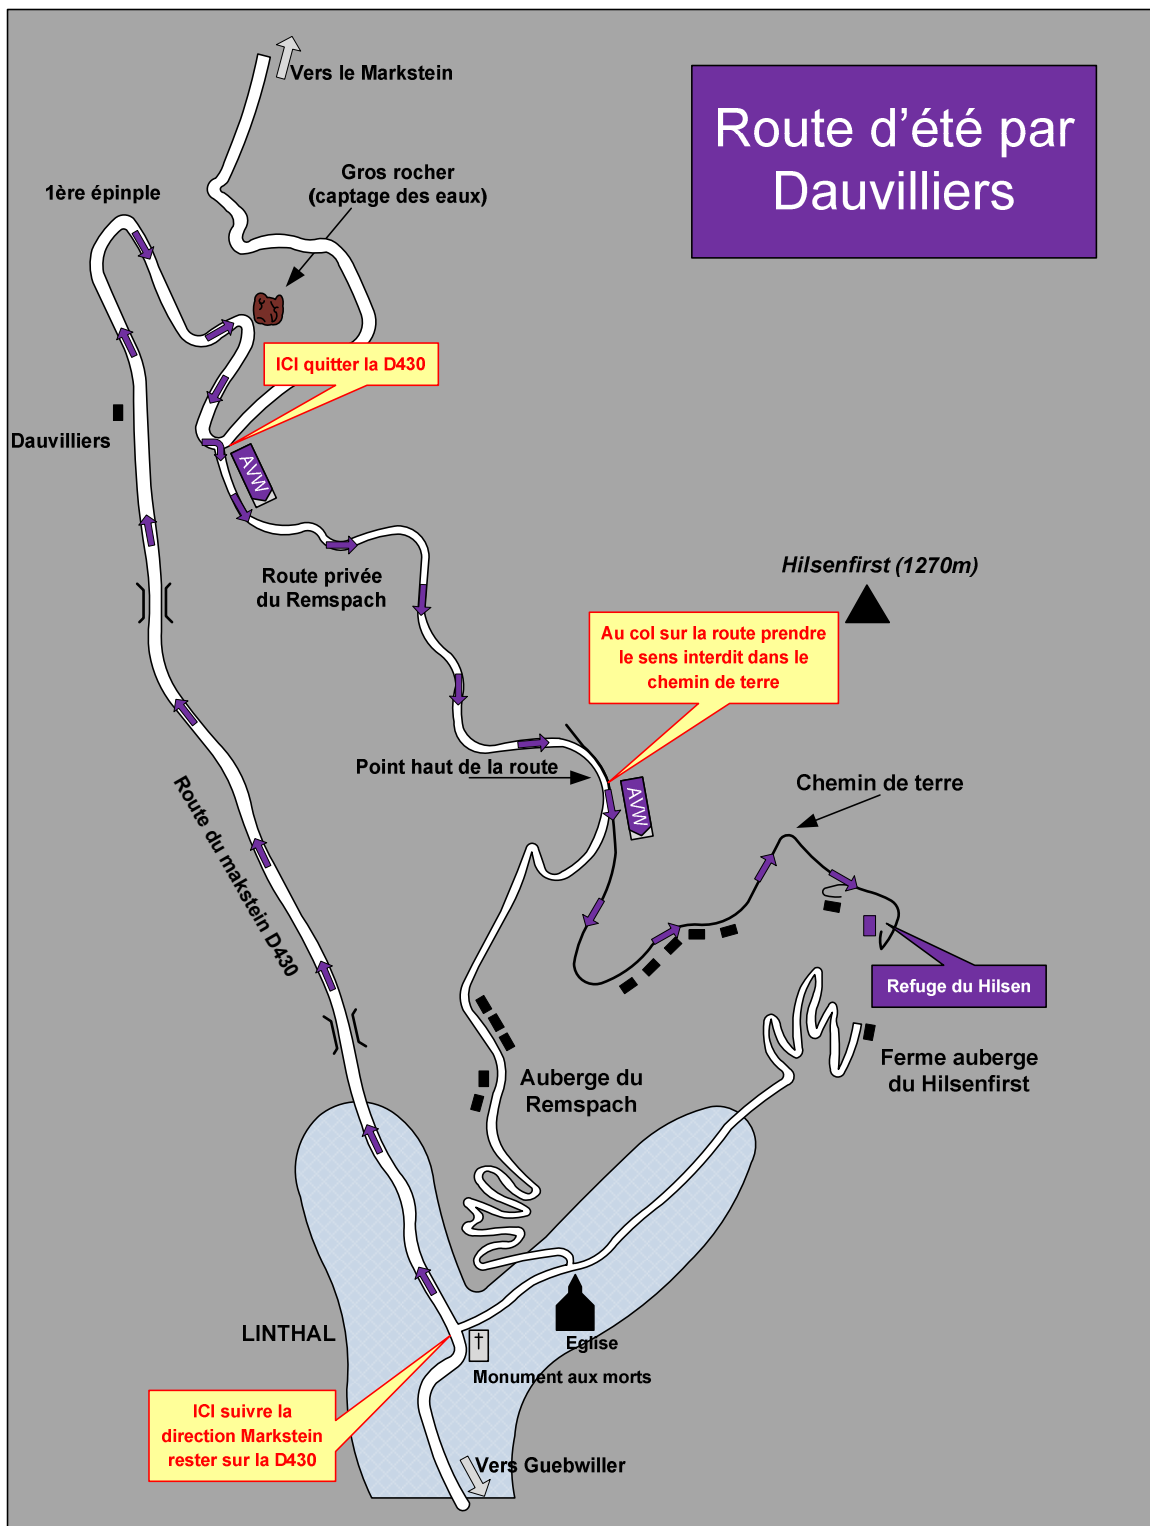 Vers le Markstein
Route d'été par
Dauvilliers
Gros rocher
(captage des eaux)
1ère épinple
ICI quitter la D430
Dauvilliers
AVW
Route privée
du Remspach
Hilsenfirst (1270m)
Au col sur la route prendre
le sens interdit dans le
chemin de terre
Point haut de la route
AVW
Chemin de terre
Route du makstein D430
Refuge du Hilsen
Ferme auberge
du Hilsenfirst
Auberge du
Remspach
LINTHAL
Eglise
Monument aux morts
ICI suivre la
direction Markstein
rester sur la D430
Vers Guebwiller